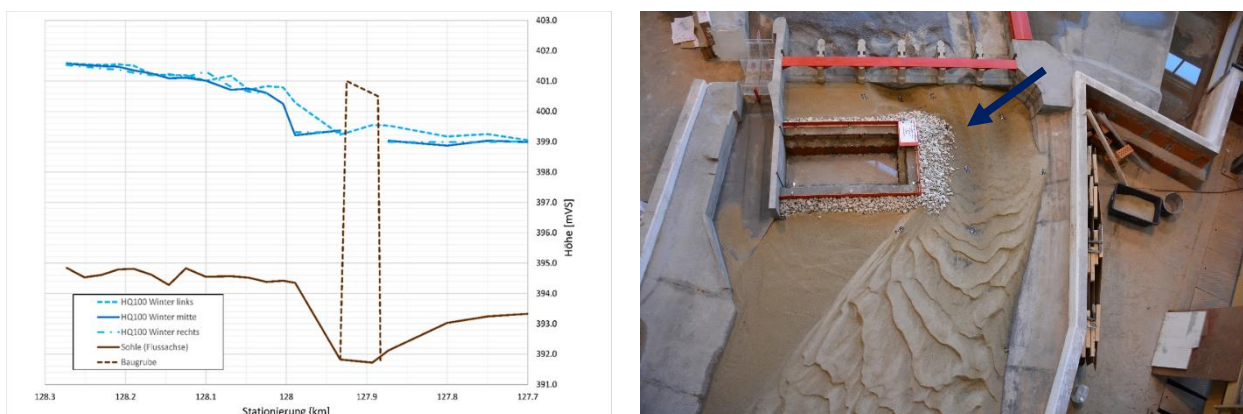 403.0
402.0
401.0
400.0
399.0
398.0
397.0
396.0
395.0
394.0
393.0
392.0
391.0
Höhe [mVS]
HQ100 Winter links
HQ100 Winter mitte
HQ100 Winter rechts
Sohle (Flussachse)
Baugrube
128.3 128.2 128.1 128 127.9 127.8 127.7
Stationierung [km]